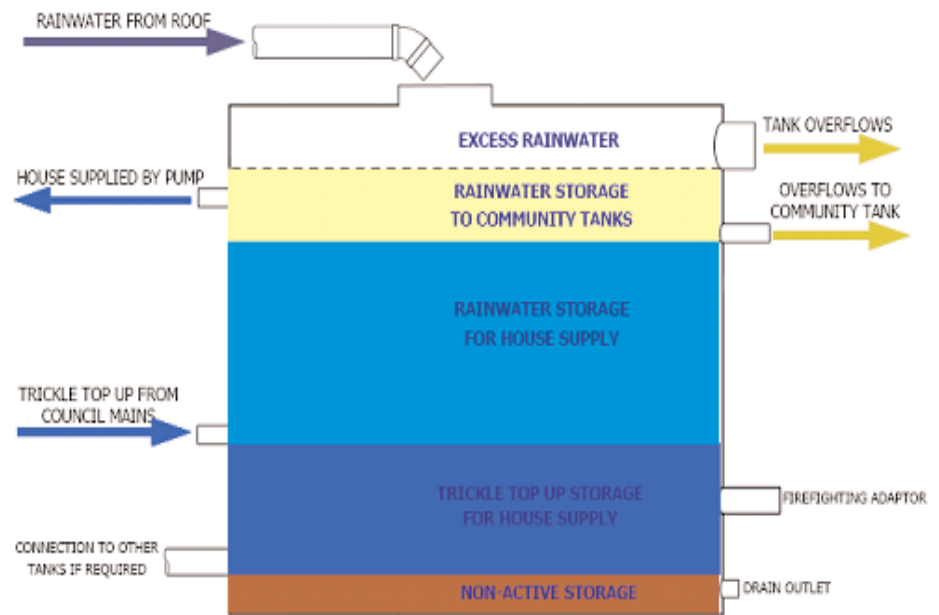 RAINWATER FROM ROOF
EXCESS RAINWATER
TANK OVERFLOWS
HOUSE SUPPLIED BY PUMP
RAINWATER STORAGE
TO COMMUNITY TANKS
OVERFLOWS TO
COMMUNITY TANK
RAINWATER STORAGE
FOR HOUSE SUPPLY
TRICKLE TOP UP FROM
COUNCIL MAINS
TRICKLE TOP UP STORAGE
FOR HOUSE SUPPLY
FIREFIGHTING ADAPTOR
CONNECTION TO OTHER
TANKS IF REQUIRED
NON-ACTIVE STORAGE
DRAIN OUTLET